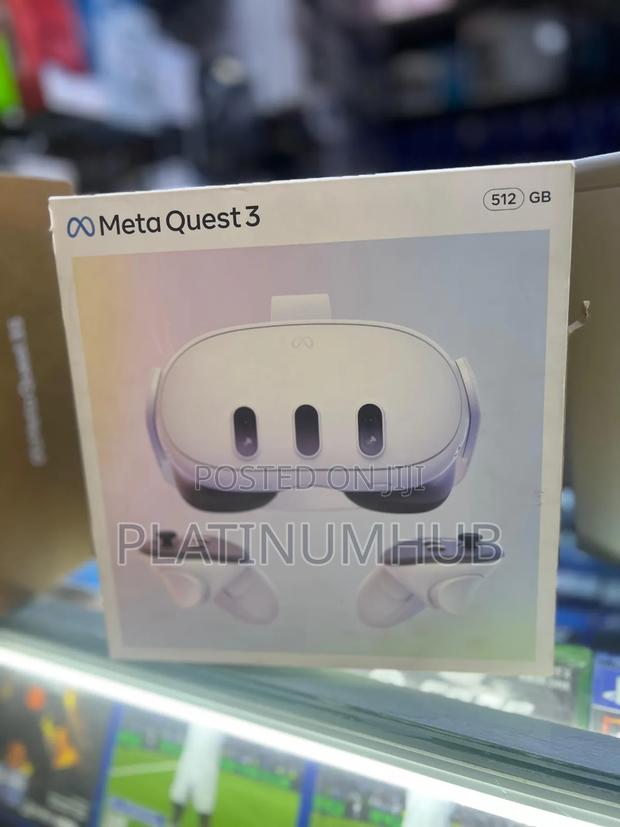 Meta Quest 3
512 GB
POSTED ON JIJI
PLATINUMHUB